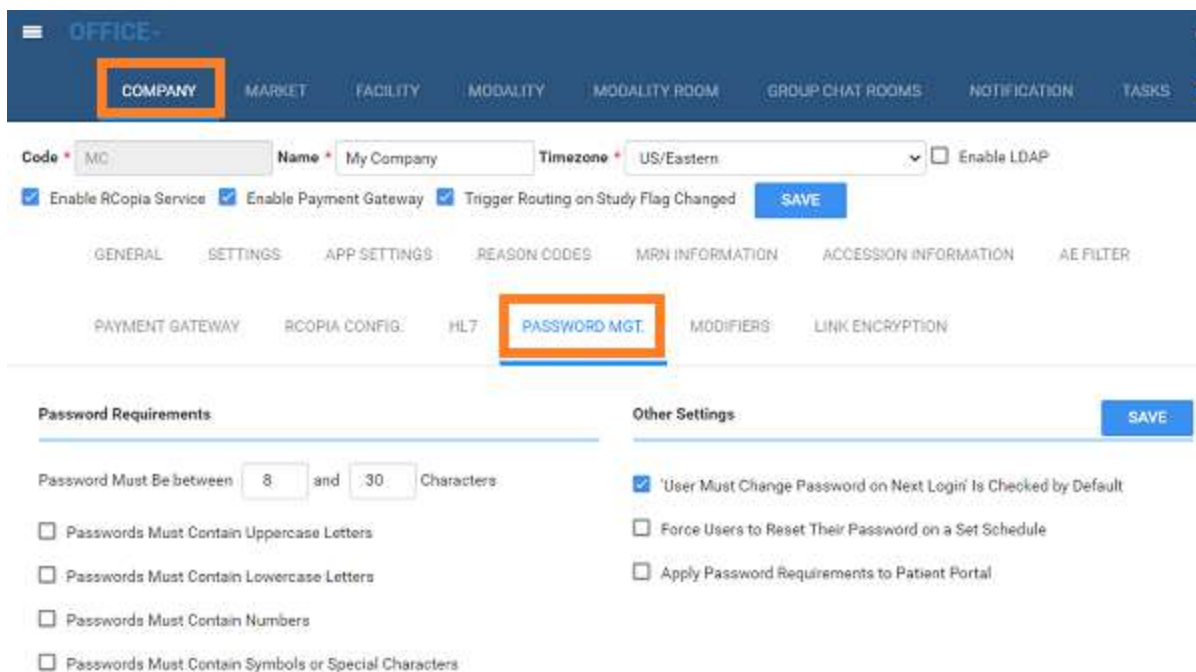 OFFICE-
COMPANY MARKET FACILITY MODALITY MODALITY ROOM GROUP CHAT ROOMS NOTIFICATION TASKS
Code * MC Name * My Company Timezone * US/Eastern Enable LDAP
Enable RCopia Service Enable Payment Gateway Trigger Routing on Study Flag Changed SAVE
GENERAL SETTINGS APP SETTINGS REASON CODES MRN INFORMATION ACCESSION INFORMATION AE FILTER
PAYMENT GATEWAY RCOPIA CONFIG. HL7 PASSWORD MGT. MODIFIERS LINK ENCRYPTION
Password Requirements Other Settings SAVE
Password Must Be between 8 and 30 Characters
'User Must Change Password on Next Login' Is Checked by Default
Passwords Must Contain Uppercase Letters
Force Users to Reset Their Password on a Set Schedule
Passwords Must Contain Lowercase Letters
Apply Password Requirements to Patient Portal
Passwords Must Contain Numbers
Passwords Must Contain Symbols or Special Characters